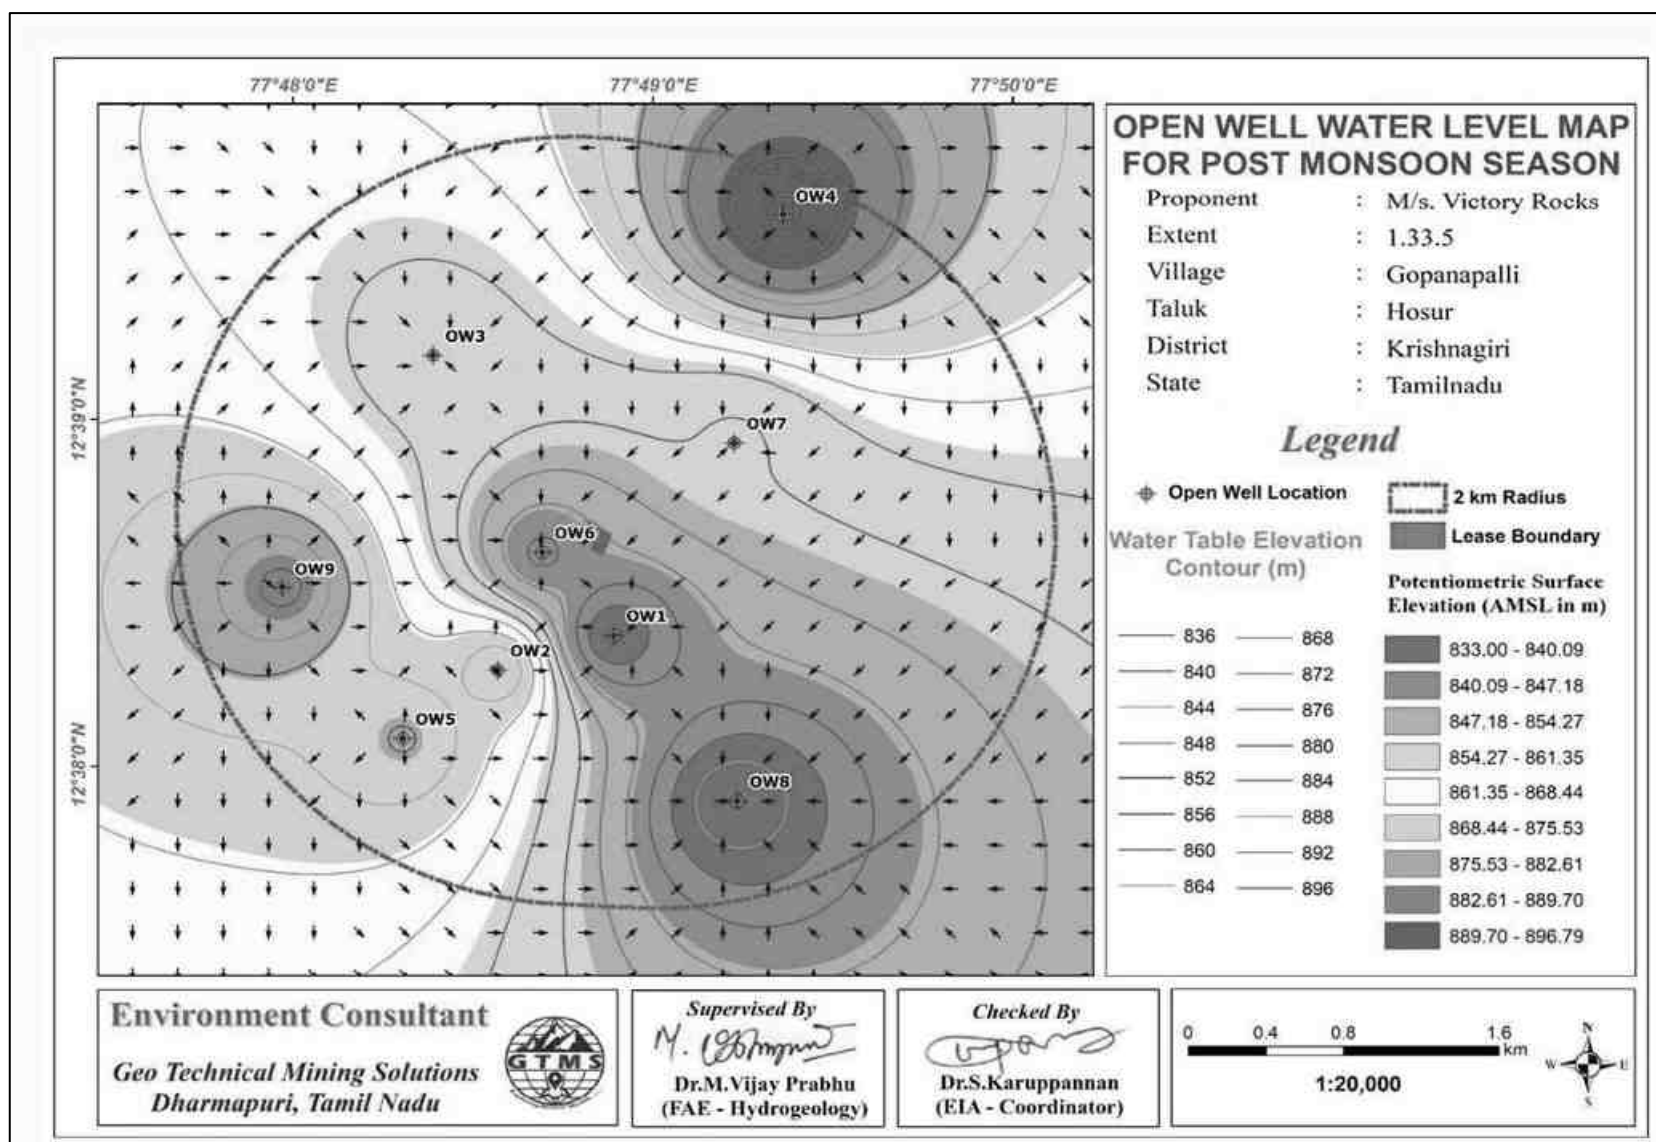 77°48'0"E
77°49'0"E
77°50'0"E
12°39'0"N
12°38'0"N
OW4
OW3
OW7
OW6
OW9
OW1
OW2
OW5
OW8
OPEN WELL WATER LEVEL MAP
FOR POST MONSOON SEASON
Proponent : M/s. Victory Rocks
Extent : 1.33.5
Village : Gopanapalli
Taluk : Hosur
District : Krishnagiri
State : Tamilnadu
Legend
Open Well Location
2 km Radius
Lease Boundary
Water Table Elevation
Contour (m)
836 868
840 872
844 876
848 880
852 884
856 888
860 892
864 896
Potentiometric Surface
Elevation (AMSL in m)
833.00 - 840.09
840.09 - 847.18
847.18 - 854.27
854.27 - 861.35
861.35 - 868.44
868.44 - 875.53
875.53 - 882.61
882.61 - 889.70
889.70 - 896.79
Environment Consultant
Geo Technical Mining Solutions
Dharmapuri, Tamil Nadu
GTMS
Supervised By
Dr.M.Vijay Prabhu
(FAE - Hydrogeology)
Checked By
Dr.S.Karuppannan
(EIA - Coordinator)
0 0.4 0.8 1.6
km
1:20,000
N
W E
S